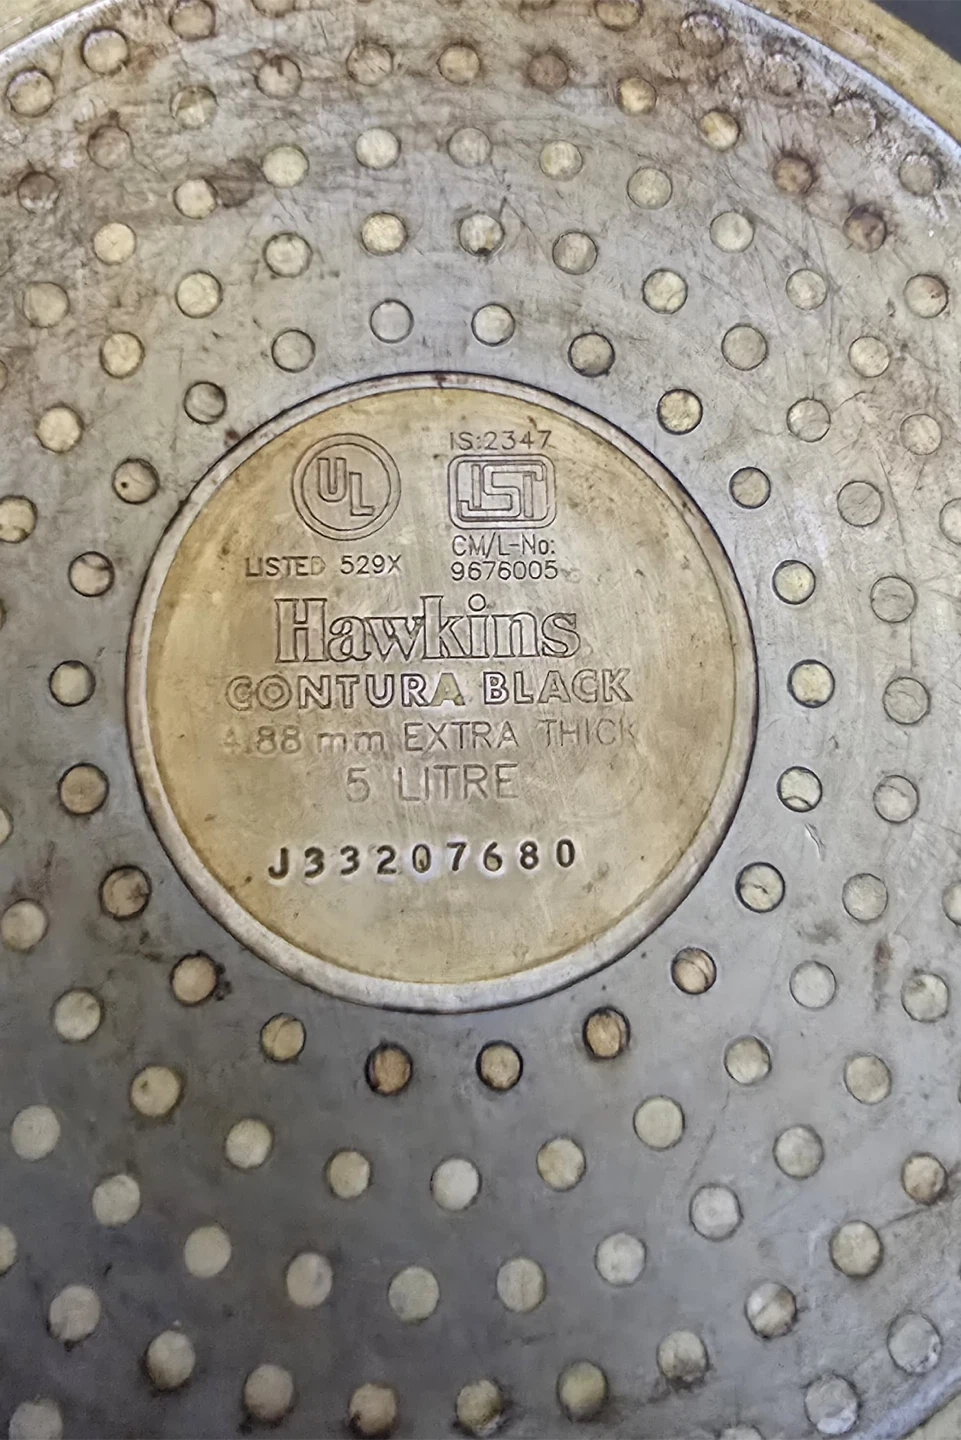 UL
IS:2347
ISI
LISTED 529X
CM/L-No:
9676005
Hawkins
CONTURA BLACK
4.88 mm EXTRA THICK
5 LITRE
J33207680